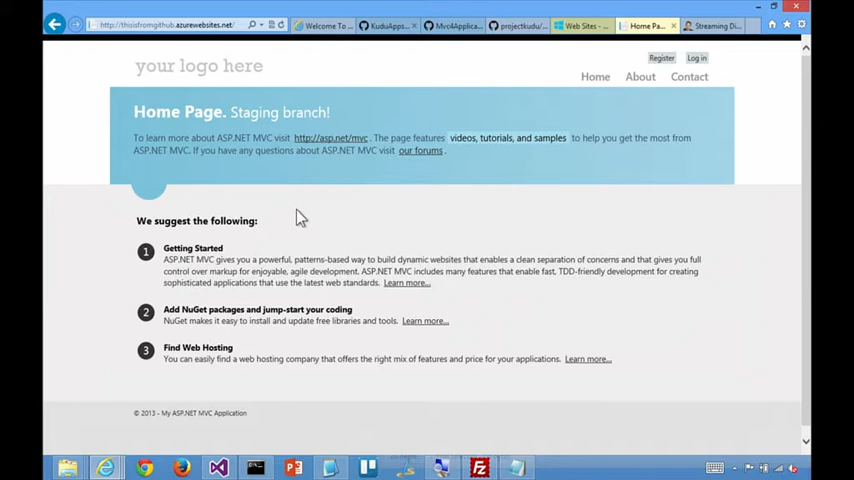 http://thisisfromgithub.azurewebsites.net/
Welcome To ...
KuduApps...
Mvc4Applica...
projectkudu/...
Web Sites - ...
Home Pa...
Streaming Di...
your logo here
Register
Log in
Home
About
Contact
Home Page. Staging branch!
To learn more about ASP.NET MVC visit http://asp.net/mvc . The page features videos, tutorials, and samples to help you get the most from
ASP.NET MVC. If you have any questions about ASP.NET MVC visit our forums .
We suggest the following:
1
Getting Started
ASP.NET MVC gives you a powerful, patterns-based way to build dynamic websites that enables a clean separation of concerns and that gives you full
control over markup for enjoyable, agile development. ASP.NET MVC includes many features that enable fast, TDD-friendly development for creating
sophisticated applications that use the latest web standards. Learn more...
2
Add NuGet packages and jump-start your coding
NuGet makes it easy to install and update free libraries and tools. Learn more...
3
Find Web Hosting
You can easily find a web hosting company that offers the right mix of features and price for your applications. Learn more...
© 2013 - My ASP.NET MVC Application